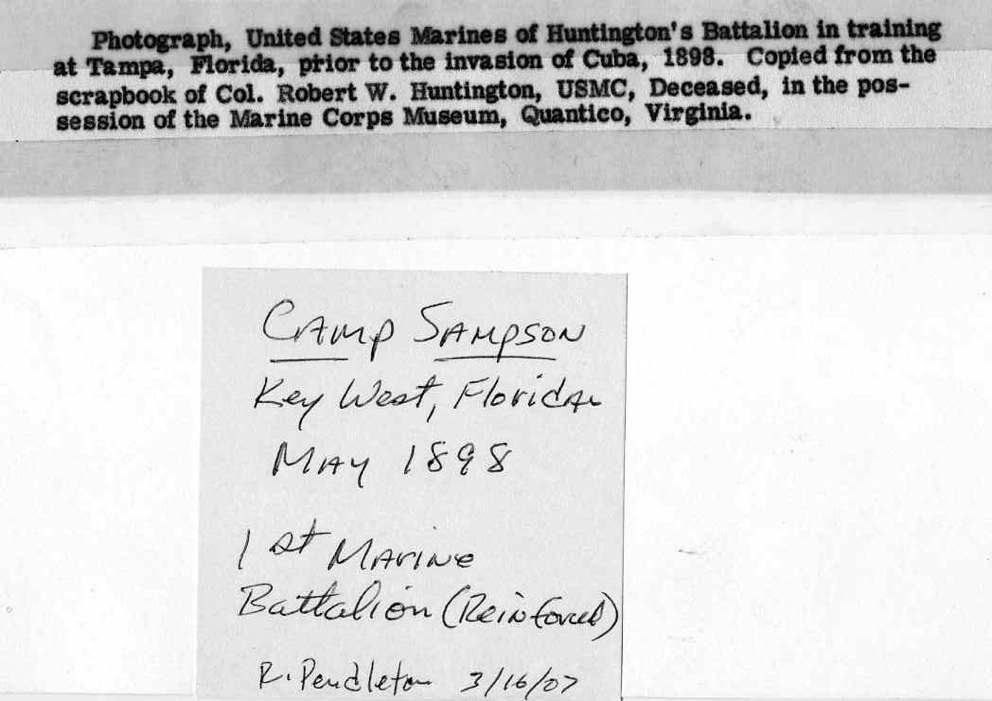 Photograph, United States Marines of Huntington's Battalion in training
at Tampa, Florida, prior to the invasion of Cuba, 1898. Copied from the
scrapbook of Col. Robert W. Huntington, USMC, Deceased, in the pos-
session of the Marine Corps Museum, Quantico, Virginia.
Camp Sampson
Key West, Florida
May 1898
1st Marine
Battalion (Reinforced)
R. Pendleton 3/16/07